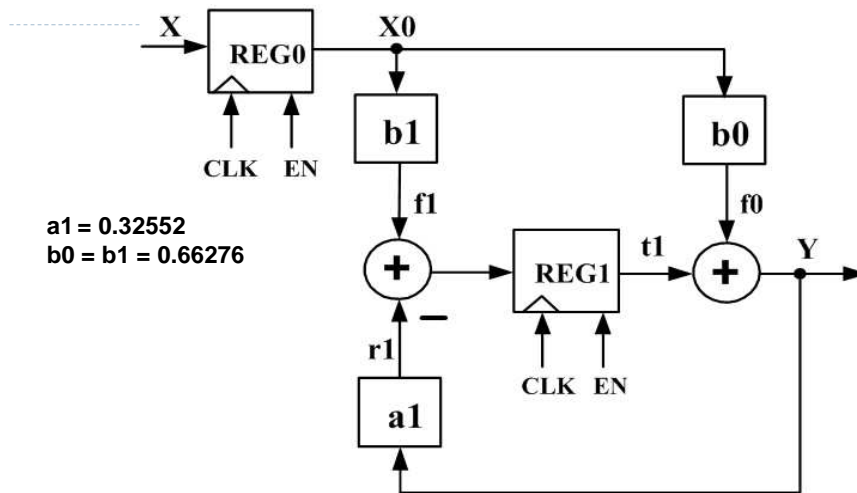 X
REG0
X0
b1
b0
CLK
EN
f1
f0
a1 = 0.32552
b0 = b1 = 0.66276
+
REG1
t1
+
Y
−
r1
CLK
EN
a1